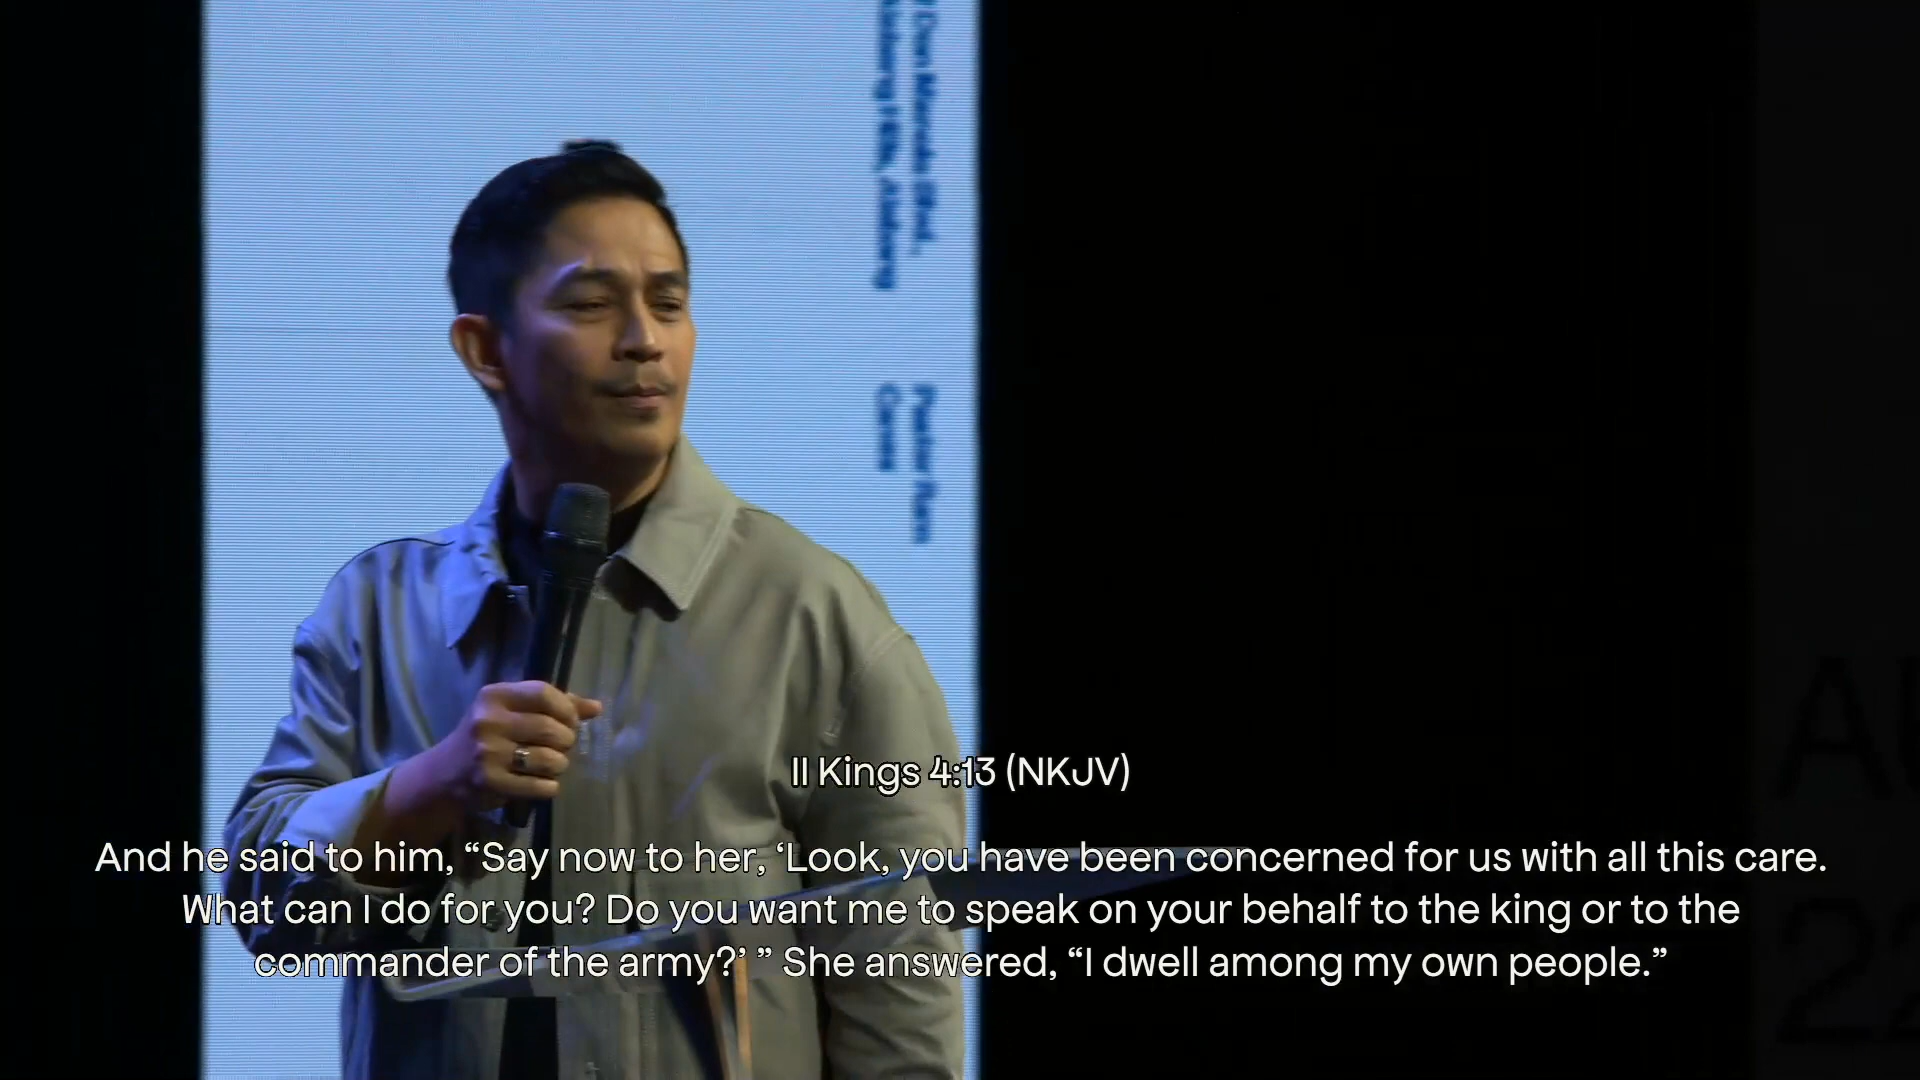 II Kings 4:13 (NKJV)
And he said to him, “Say now to her, ‘Look, you have been concerned for us with all this care.
What can I do for you? Do you want me to speak on your behalf to the king or to the
commander of the army?’ ” She answered, “I dwell among my own people.”